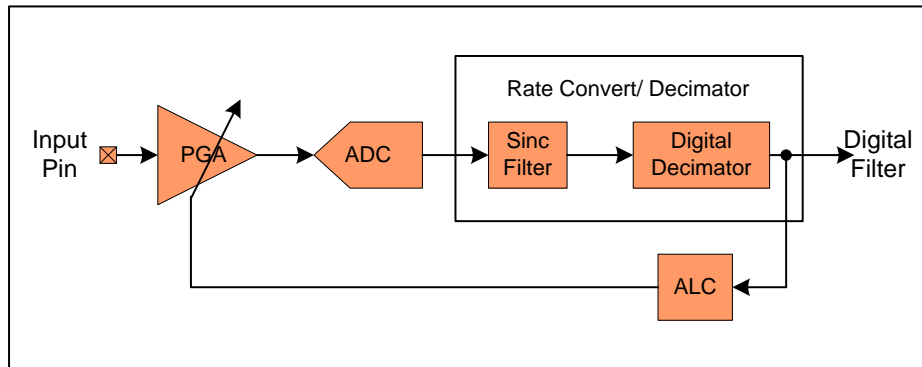 Rate Convert/ Decimator
Input
Pin
PGA
ADC
Sinc
Filter
Digital
Decimator
Digital
Filter
ALC